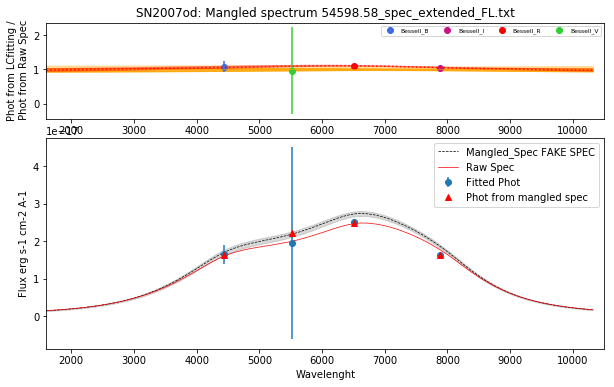 SN2007od: Mangled spectrum 54598.58_spec_extended_FL.txt
Phot from LCfitting /
Phot from Raw Spec
2
1
0
Bessell_B
Bessell_I
Bessell_R
Bessell_V
2000 3000 4000 5000 6000 7000 8000 9000 10000
1e−17
Flux erg s-1 cm-2 A-1
4
3
2
1
0
Mangled_Spec FAKE SPEC
Raw Spec
Fitted Phot
Phot from mangled spec
2000 3000 4000 5000 6000 7000 8000 9000 10000
Wavelenght